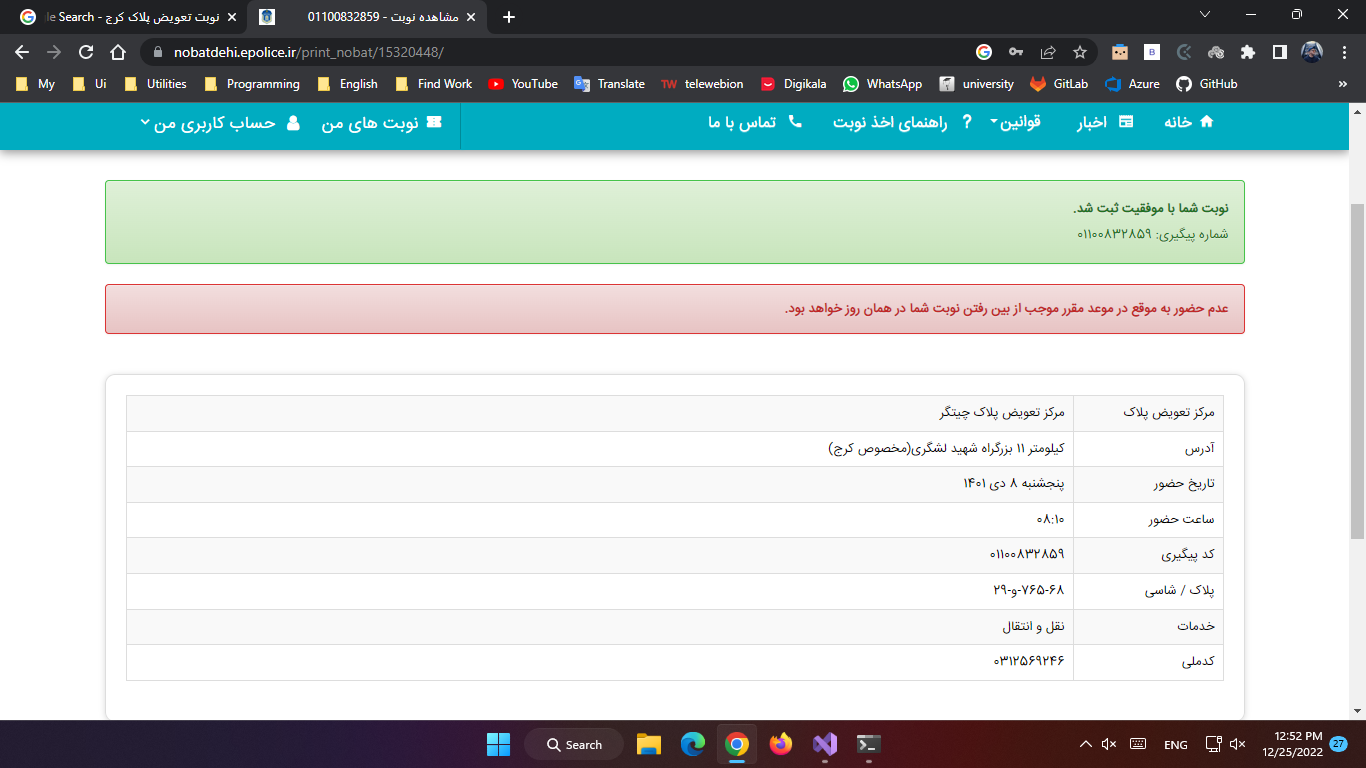 نوبت تعویض پلاک کرج - le Search
مشاهده نوبت - 01100832859
nobatdehi.epolice.ir/print_nobat/15320448/
My Ui Utilities Programming English Find Work YouTube Translate TW telewebion Digikala WhatsApp university GitLab Azure GitHub »
خانه اخبار قوانین راهنمای اخذ نوبت تماس با ما نوبت های من حساب کاربری من
نوبت شما با موفقیت ثبت شد.
شماره پیگیری: ۰۱۱۰۰۸۳۲۸۵۹
عدم حضور به موقع در موعد مقرر موجب از بین رفتن نوبت شما در همان روز خواهد بود.
مرکز تعویض پلاک مرکز تعویض پلاک چیتگر
آدرس کیلومتر ۱۱ بزرگراه شهید لشگری(مخصوص کرج)
تاریخ حضور پنجشنبه ۸ دی ۱۴۰۱
ساعت حضور ۰۸:۱۰
کد پیگیری ۰۱۱۰۰۸۳۲۸۵۹
پلاک / شاسی ۷۶۵-۶۸-و-۲۹
خدمات نقل و انتقال
کدملی ۰۳۱۲۵۶۹۲۴۶
Search
ENG
12:52 PM
12/25/2022
27